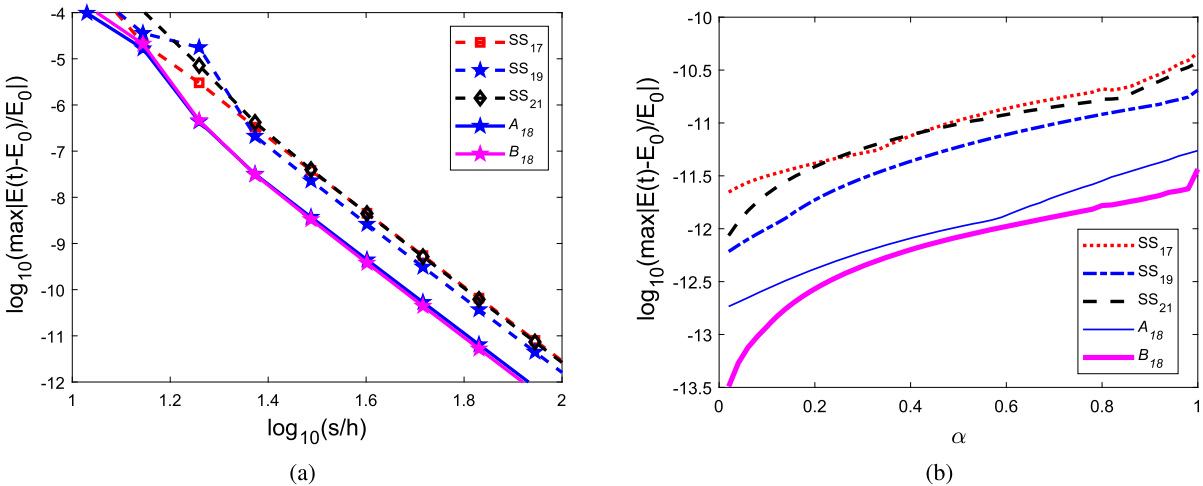 -4
-5
-6
-7
-8
-9
-10
-11
-12
1
1.2
1.4
1.6
1.8
2
log10(s/h)
log10(max|E(t)-E0)/E0|)
SS17
SS19
SS21
A18
B18
(a)
-10
-10.5
-11
-11.5
-12
-12.5
-13
-13.5
0
0.2
0.4
0.6
0.8
1
α
log10(max|E(t)-E0)/E0|)
SS17
SS19
SS21
A18
B18
(b)